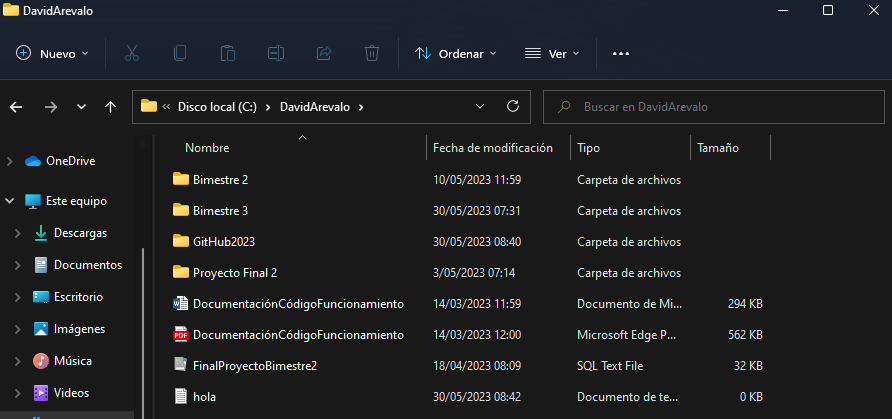 DavidArevalo
Nuevo Ordenar Ver
Disco local (C:) DavidArevalo Buscar en DavidArevalo
Nombre Fecha de modificación Tipo Tamaño
OneDrive
Este equipo
Descargas
Documentos
Escritorio
Imágenes
Música
Videos
Bimestre 2 10/05/2023 11:59 Carpeta de archivos
Bimestre 3 30/05/2023 07:31 Carpeta de archivos
GitHub2023 30/05/2023 08:40 Carpeta de archivos
Proyecto Final 2 3/05/2023 07:14 Carpeta de archivos
DocumentaciónCódigoFuncionamiento 14/03/2023 11:59 Documento de Mi... 294 KB
PDF DocumentaciónCódigoFuncionamiento 14/03/2023 12:00 Microsoft Edge P... 562 KB
FinalProyectoBimestre2 18/04/2023 08:09 SQL Text File 32 KB
hola 30/05/2023 08:42 Documento de te... 0 KB